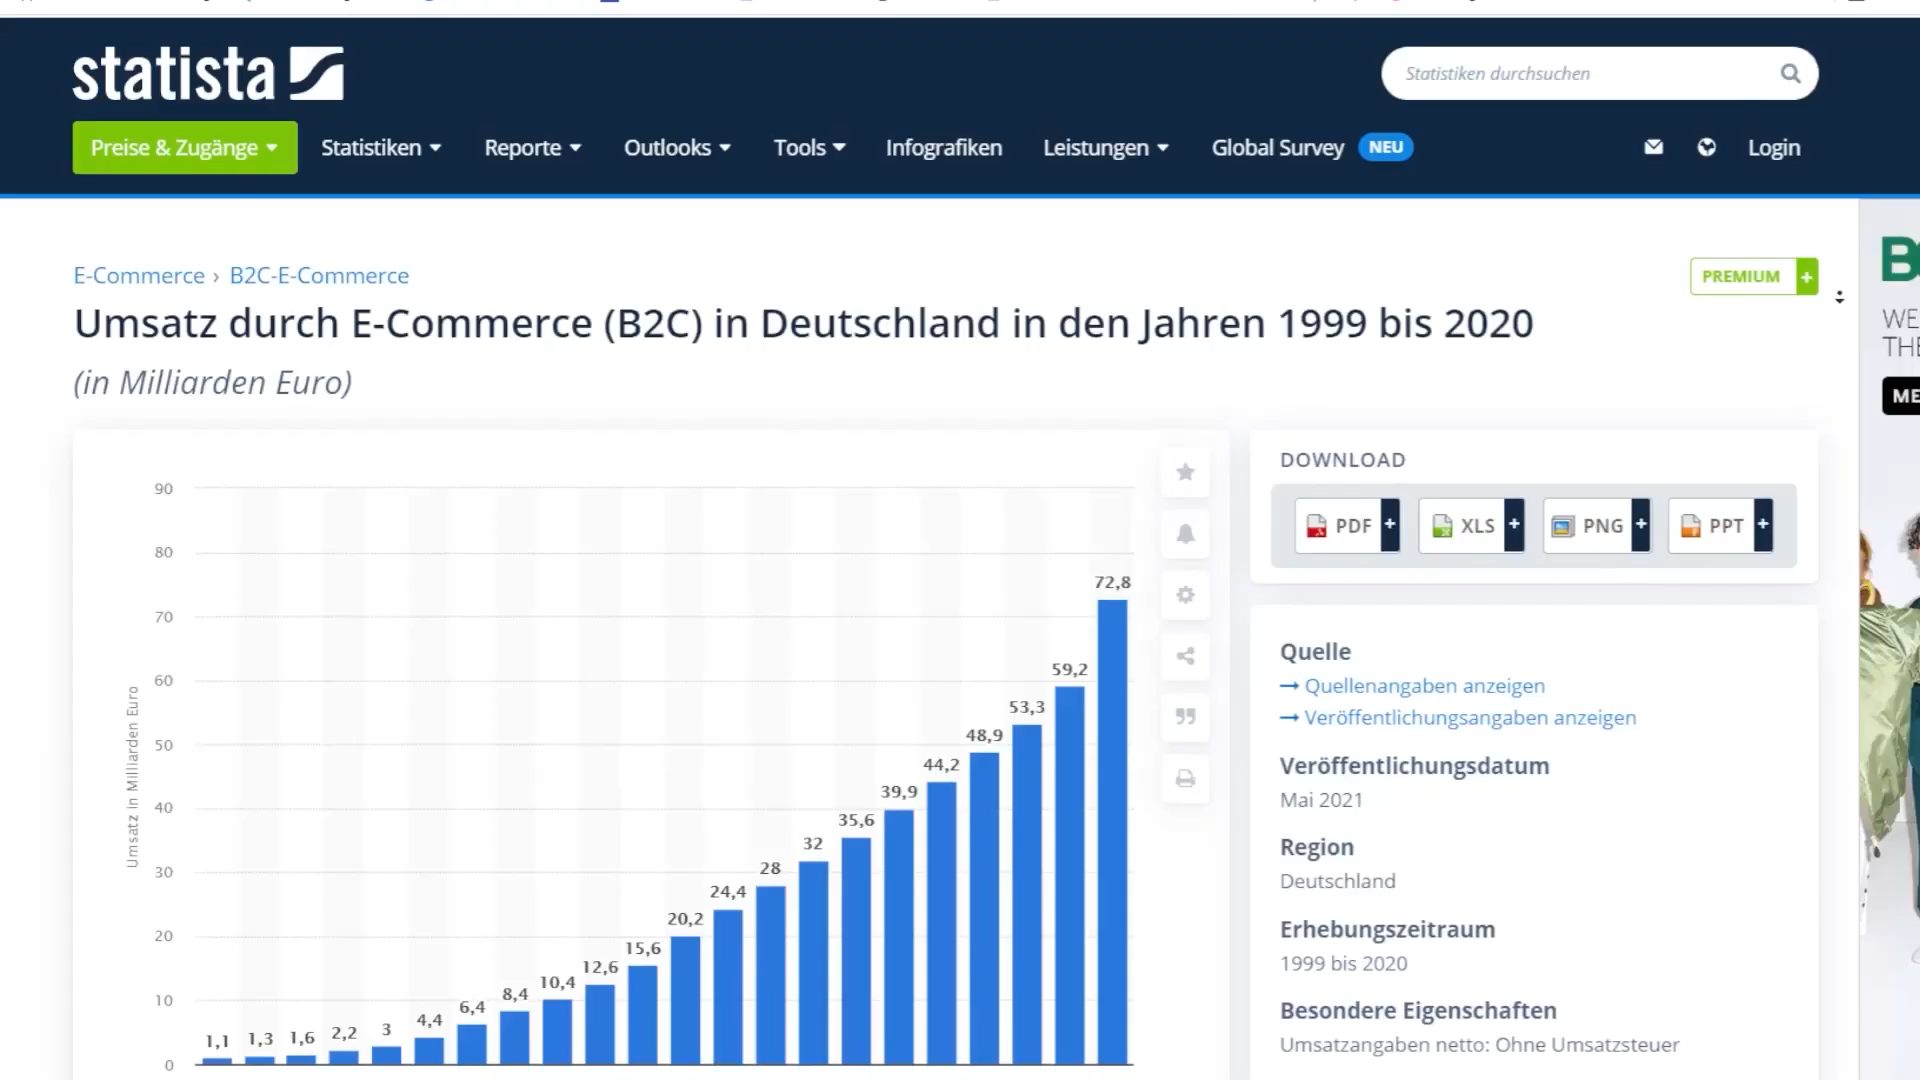 statista
Statistiken durchsuchen
Preise & Zugänge Statistiken Reporte Outlooks Tools Infografiken Leistungen Global Survey NEU Login
E-Commerce › B2C-E-Commerce
PREMIUM +
Umsatz durch E-Commerce (B2C) in Deutschland in den Jahren 1999 bis 2020
(in Milliarden Euro)
Umsatz in Milliarden Euro
90
80
70
60
50
40
30
20
10
0
1,1 1,3 1,6 2,2 3 4,4 6,4 8,4 10,4 12,6 15,6 20,2 24,4 28 32 35,6 39,9 44,2 48,9 53,3 59,2 72,8
DOWNLOAD
PDF + XLS + PNG + PPT +
Quelle
→ Quellenangaben anzeigen
→ Veröffentlichungsangaben anzeigen
Veröffentlichungsdatum
Mai 2021
Region
Deutschland
Erhebungszeitraum
1999 bis 2020
Besondere Eigenschaften
Umsatzangaben netto: Ohne Umsatzsteuer
WE
THE
ME